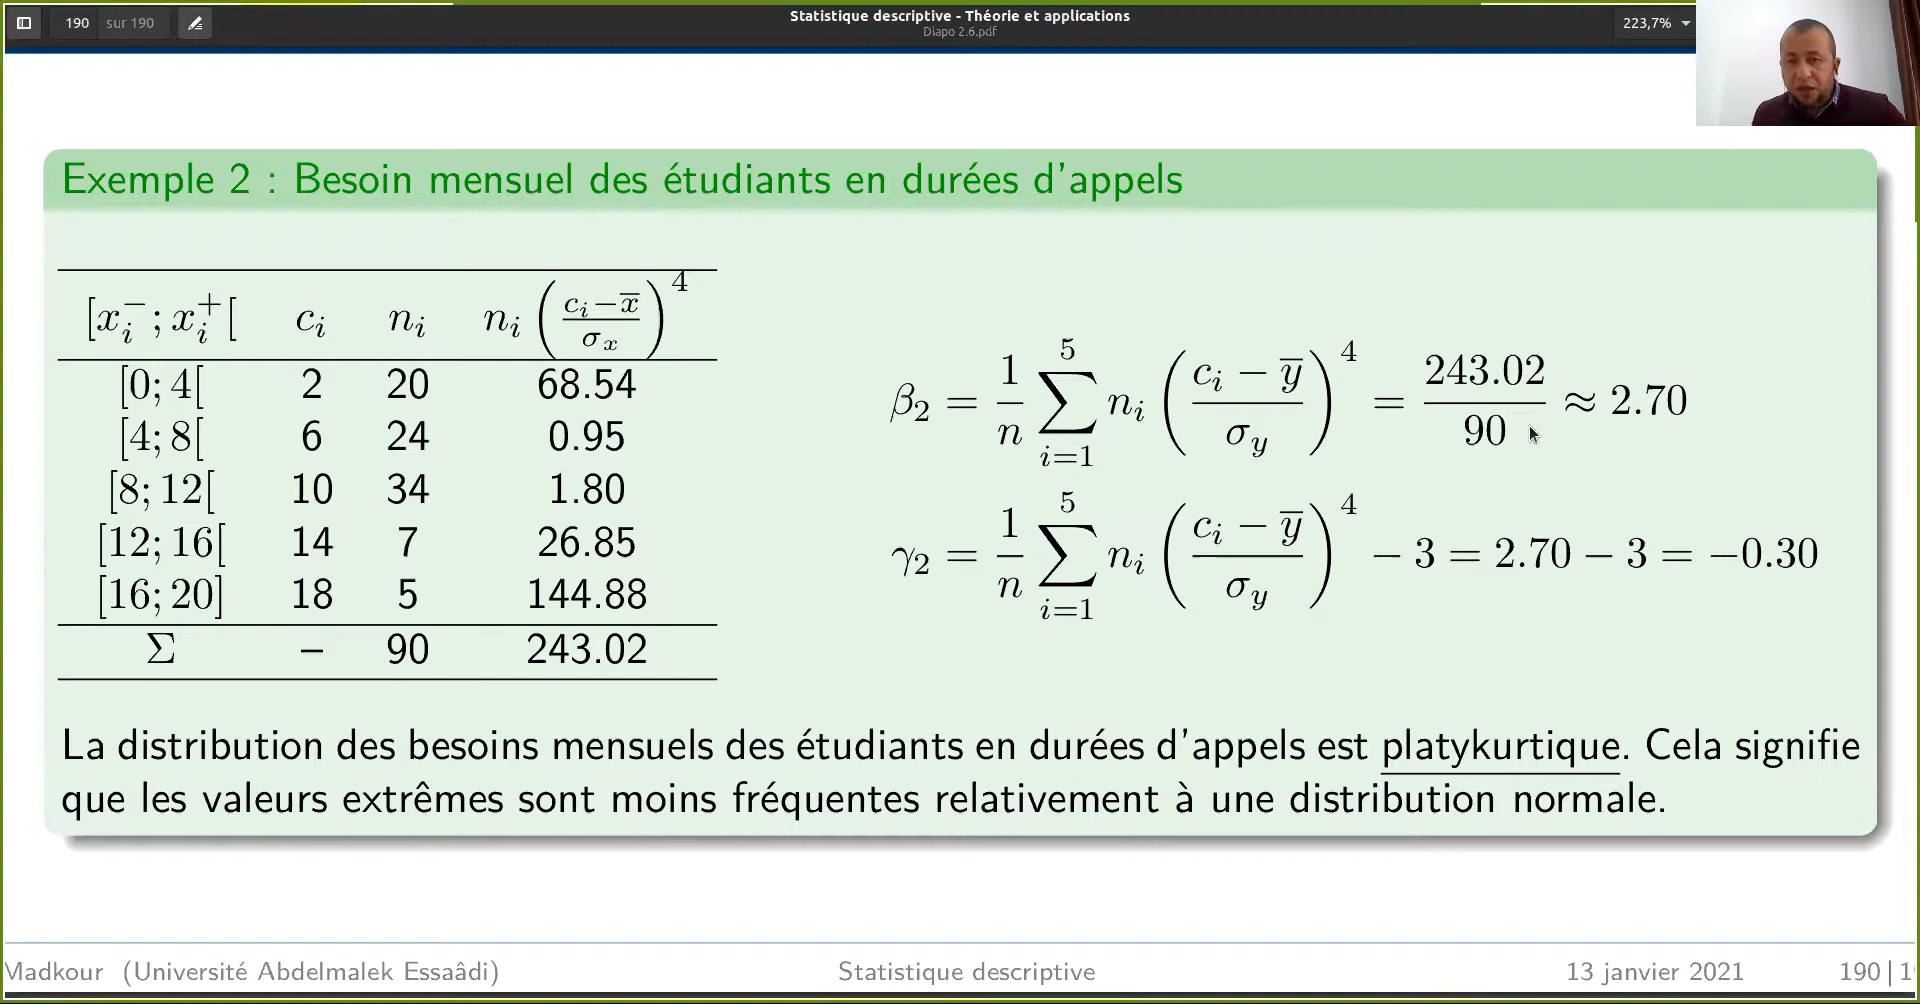 190 sur 190
Statistique descriptive - Théorie et applications
Diapo 2.6.pdf
223,7%
Exemple 2 : Besoin mensuel des étudiants en durées d'appels
[x_i^-; x_i^+[ c_i n_i n_i ((c_i − x̅)/σ_x)^4
[0; 4[ 2 20 68.54
[4; 8[ 6 24 0.95
[8; 12[ 10 34 1.80
[12; 16[ 14 7 26.85
[16; 20] 18 5 144.88
Σ – 90 243.02
β_2 = 1/n ∑_{i=1}^{5} n_i ((c_i − y̅)/σ_y)^4 = 243.02/90 ≈ 2.70
γ_2 = 1/n ∑_{i=1}^{5} n_i ((c_i − y̅)/σ_y)^4 − 3 = 2.70 − 3 = −0.30
La distribution des besoins mensuels des étudiants en durées d'appels est platykurtique. Cela signifie
que les valeurs extrêmes sont moins fréquentes relativement à une distribution normale.
Madkour (Université Abdelmalek Essaâdi) Statistique descriptive 13 janvier 2021 190 | 1